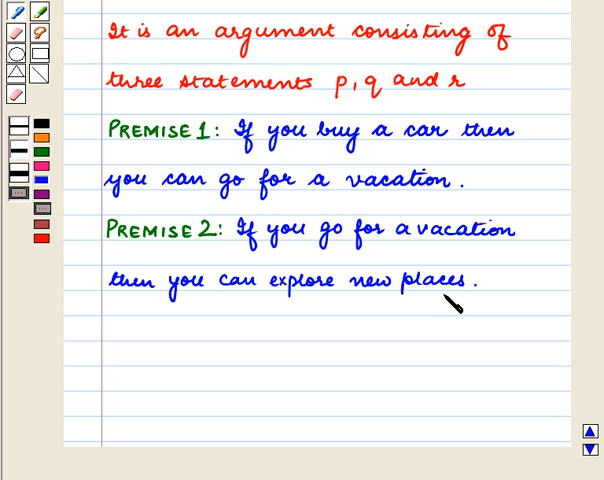 It is an argument consisting of
three statements p, q and r
PREMISE 1: If you buy a car then
you can go for a vacation.
PREMISE 2: If you go for a vacation
then you can explore new places.